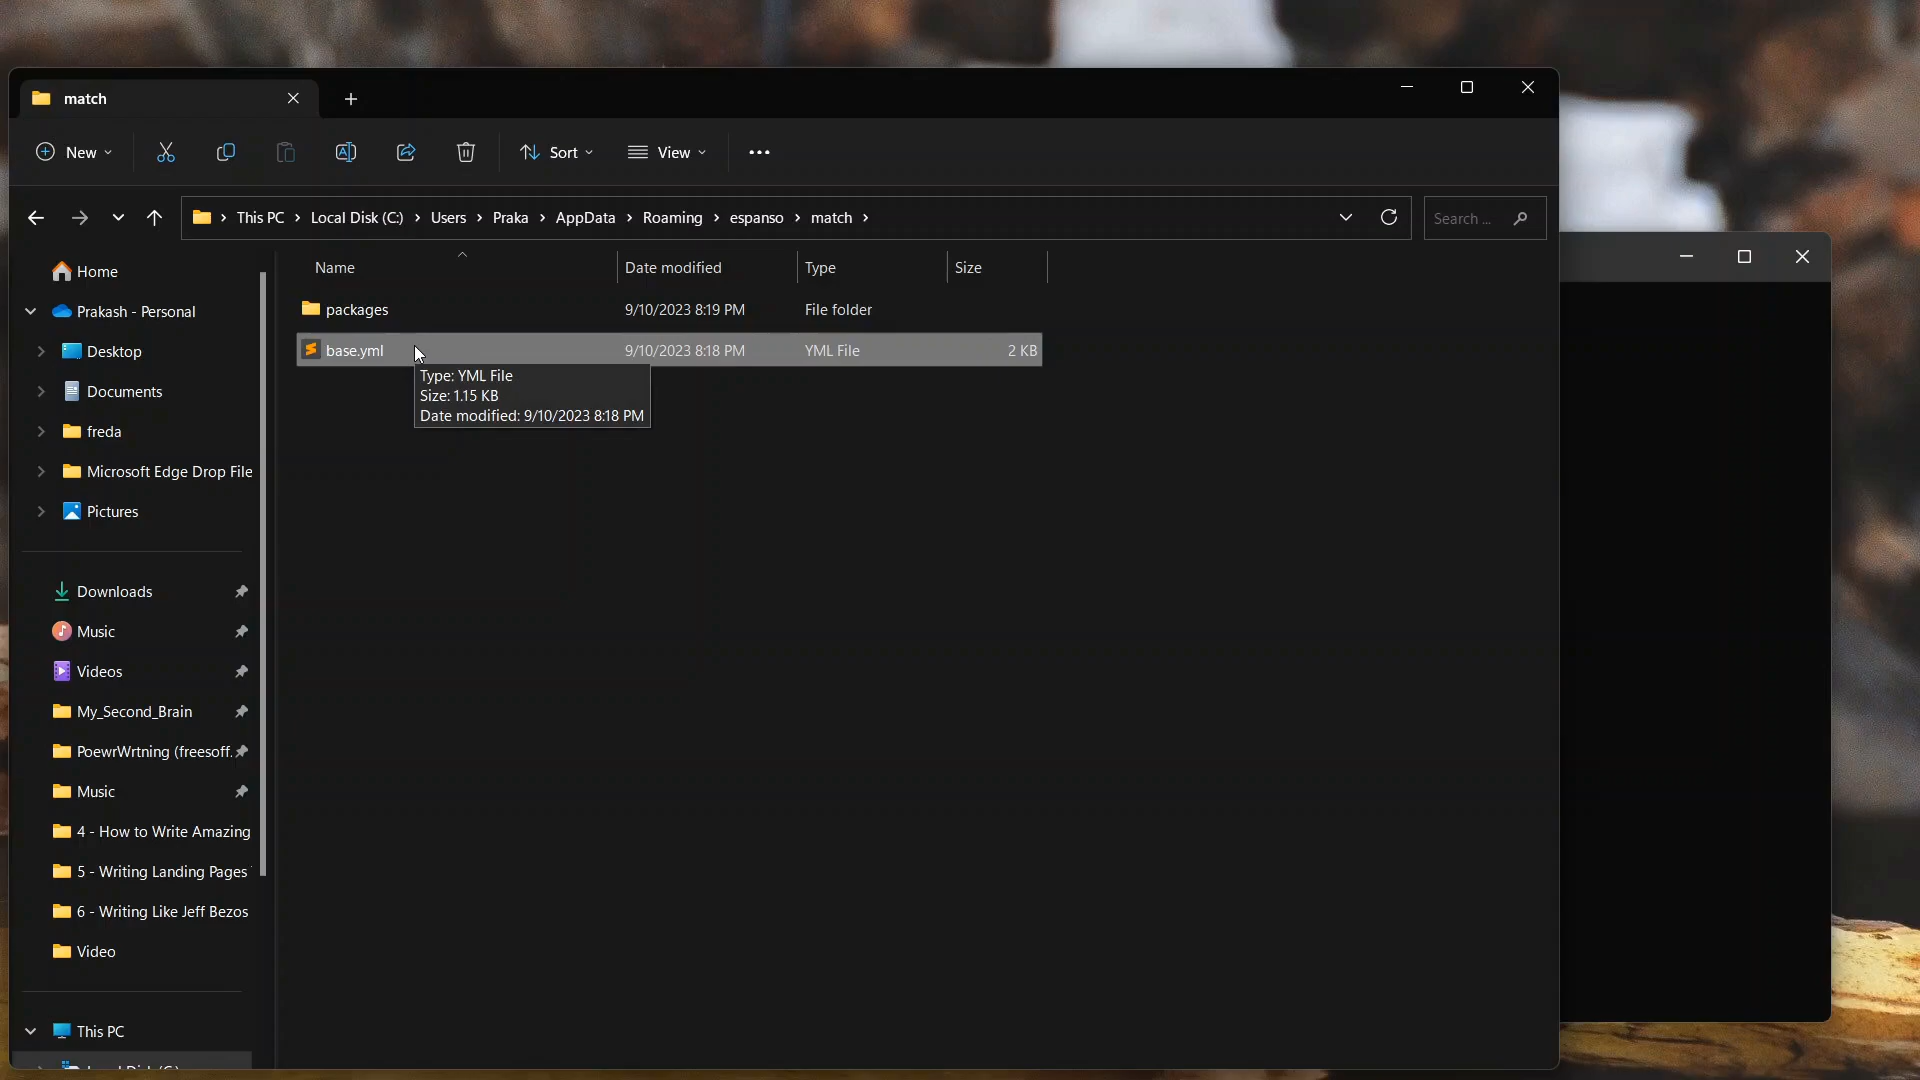 match
New
Sort
View
This PC > Local Disk (C:) > Users > Praka > AppData > Roaming > espanso > match >
Search ...
Name Date modified Type Size
packages 9/10/2023 8:19 PM File folder
base.yml 9/10/2023 8:18 PM YML File 2 KB
Type: YML File
Size: 1.15 KB
Date modified: 9/10/2023 8:18 PM
Home
Prakash - Personal
Desktop
Documents
freda
Microsoft Edge Drop File
Pictures
Downloads
Music
Videos
My_Second_Brain
PoewrWrtning (freesoff.
Music
4 - How to Write Amazing
5 - Writing Landing Pages
6 - Writing Like Jeff Bezos
Video
This PC